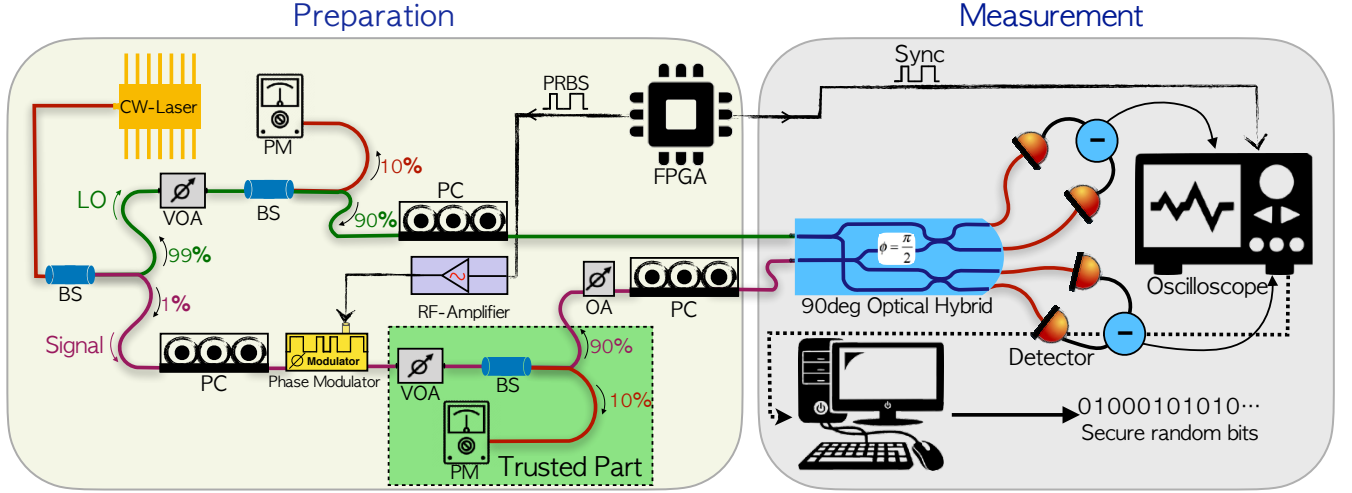 Preparation
Measurement
Sync
PRBS
CW-Laser
PM
FPGA
10%
LO
VOA
BS
PC
90%
99%
ϕ = π/2
BS
1%
RF-Amplifier
OA
PC
90deg Optical Hybrid
Oscilloscope
Signal
PC
Modulator
Phase Modulator
VOA
BS
90%
10%
Detector
PM
Trusted Part
01000101010···
Secure random bits